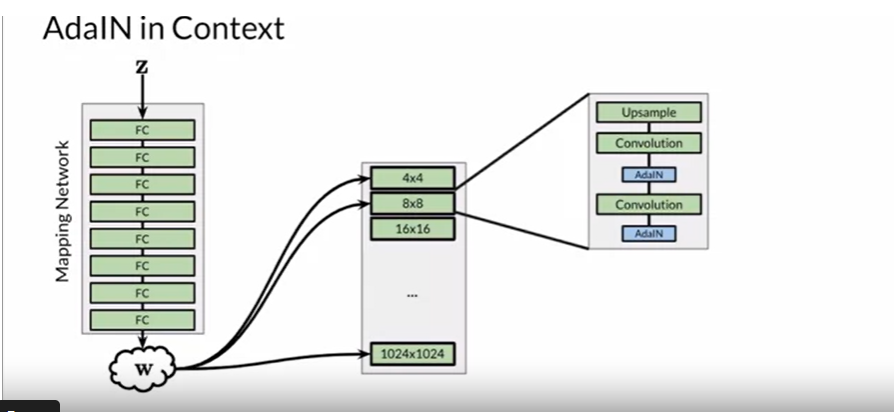 AdaIN in Context
z
Mapping Network
FC
FC
FC
FC
FC
FC
FC
FC
w
4x4
8x8
16x16
...
1024x1024
Upsample
Convolution
AdaIN
Convolution
AdaIN